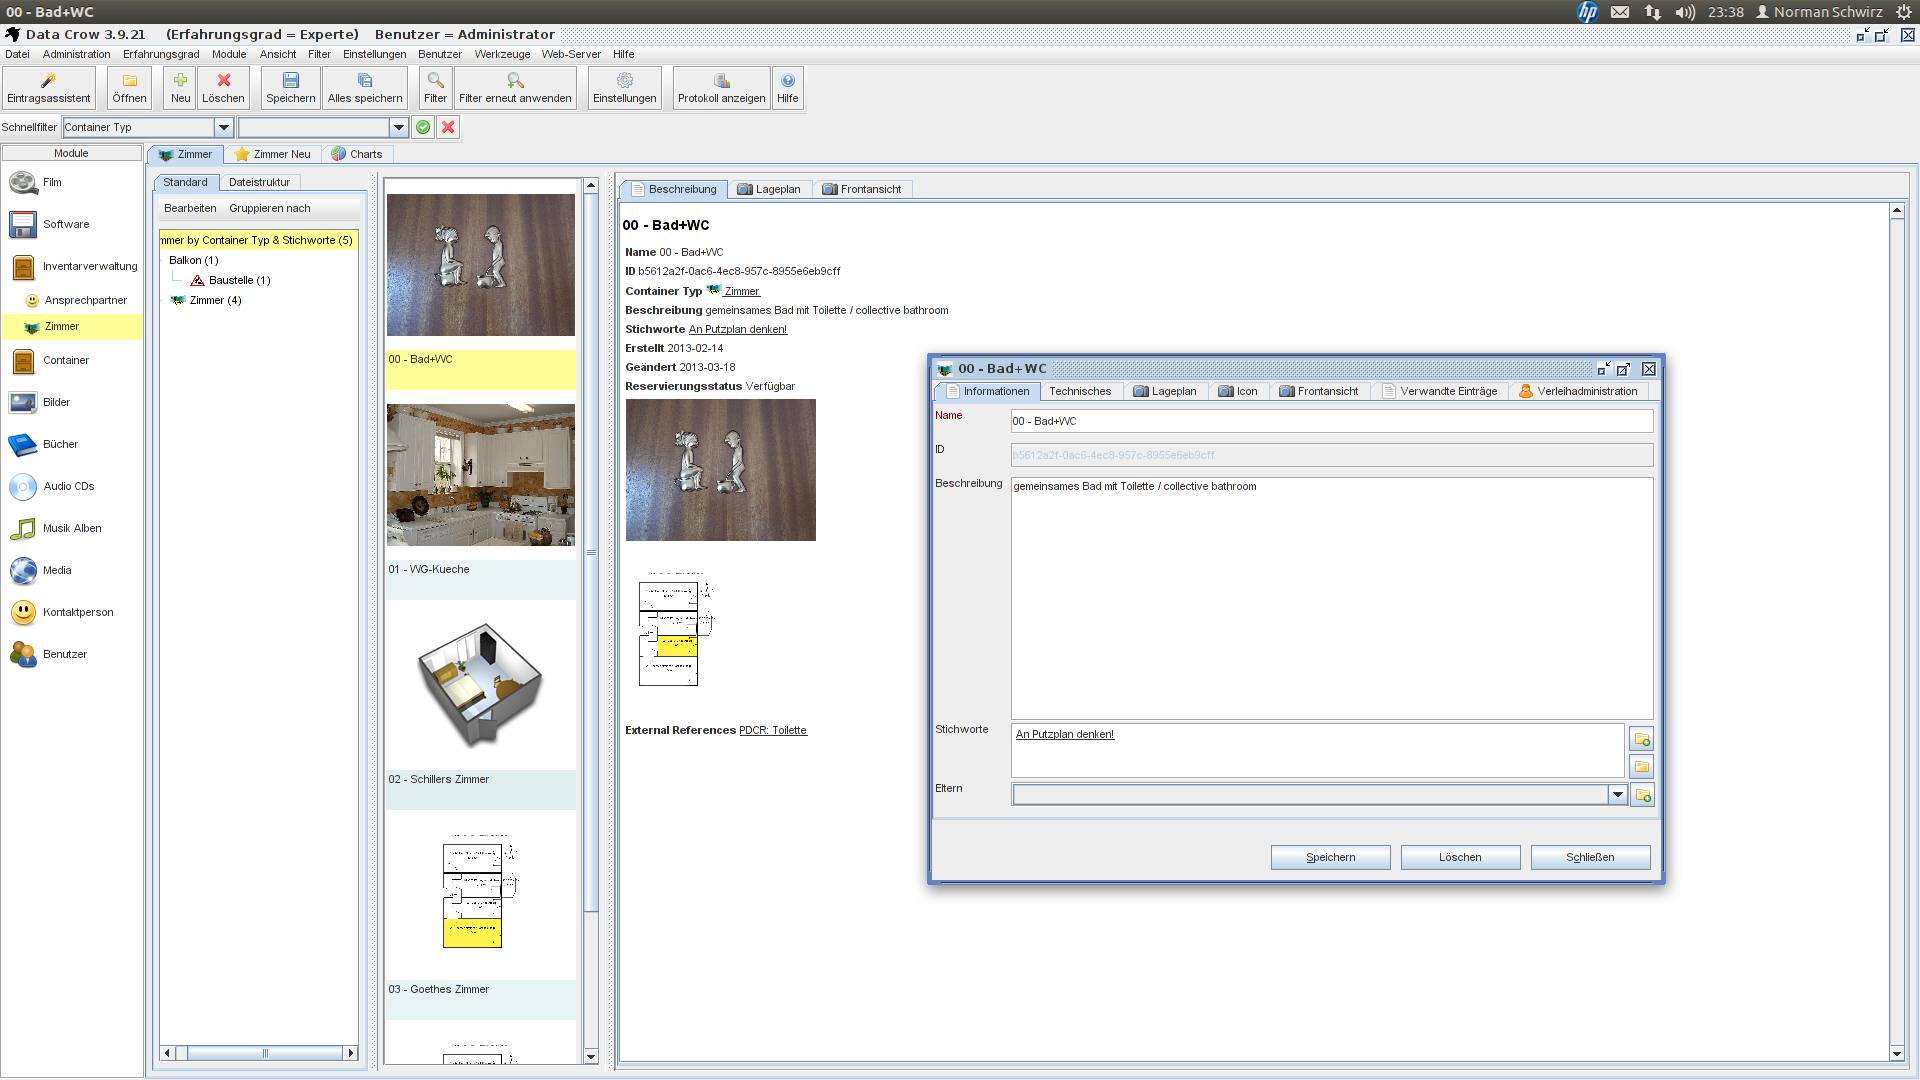 00 - Bad+WC
23:38 Norman Schwirz
Data Crow 3.9.21 (Erfahrungsgrad = Experte) Benutzer = Administrator
Datei Administration Erfahrungsgrad Module Ansicht Filter Einstellungen Benutzer Werkzeuge Web-Server Hilfe
Eintragsassistent Öffnen Neu Löschen Speichern Alles speichern Filter Filter erneut anwenden Einstellungen Protokoll anzeigen Hilfe
Schnellfilter Container Typ
Module
Film
Software
Inventarverwaltung
Ansprechpartner
Zimmer
Container
Bilder
Bücher
Audio CDs
Musik Alben
Media
Kontaktperson
Benutzer
Zimmer Zimmer Neu Charts
Standard Dateistruktur
Bearbeiten Gruppieren nach
mmer by Container Typ & Stichworte (5)
Balkon (1)
Baustelle (1)
Zimmer (4)
00 - Bad+WC
01 - WG-Kueche
02 - Schillers Zimmer
03 - Goethes Zimmer
Beschreibung Lageplan Frontansicht
00 - Bad+WC
Name 00 - Bad+WC
ID b5612a2f-0ac6-4ec8-957c-8955e6eb9cff
Container Typ Zimmer
Beschreibung gemeinsames Bad mit Toilette / collective bathroom
Stichworte An Putzplan denken!
Erstellt 2013-02-14
Geändert 2013-03-18
Reservierungsstatus Verfügbar
External References PDCR: Toilette
00 - Bad+WC
Informationen Technisches Lageplan Icon Frontansicht Verwandte Einträge Verleihadministration
Name 00 - Bad+WC
ID b5612a2f-0ac6-4ec8-957c-8955e6eb9cff
Beschreibung gemeinsames Bad mit Toilette / collective bathroom
Stichworte An Putzplan denken!
Eltern
Speichern Löschen Schließen